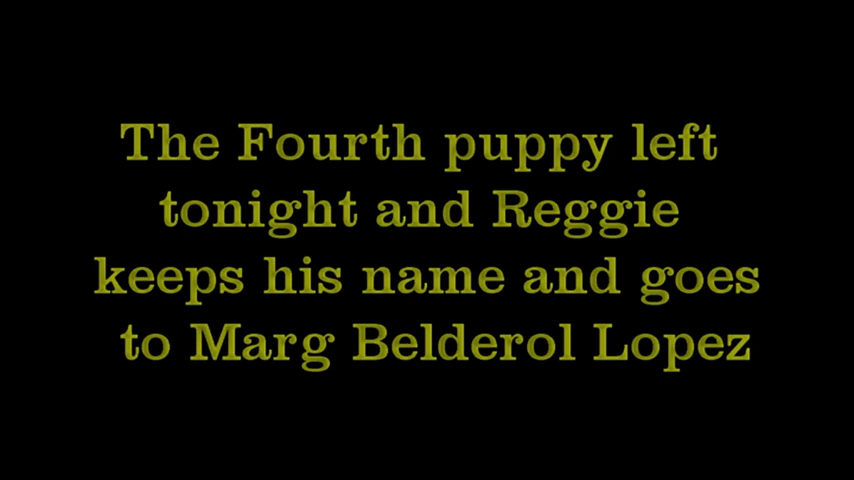 The Fourth puppy left
tonight and Reggie
keeps his name and goes
to Marg Belderol Lopez